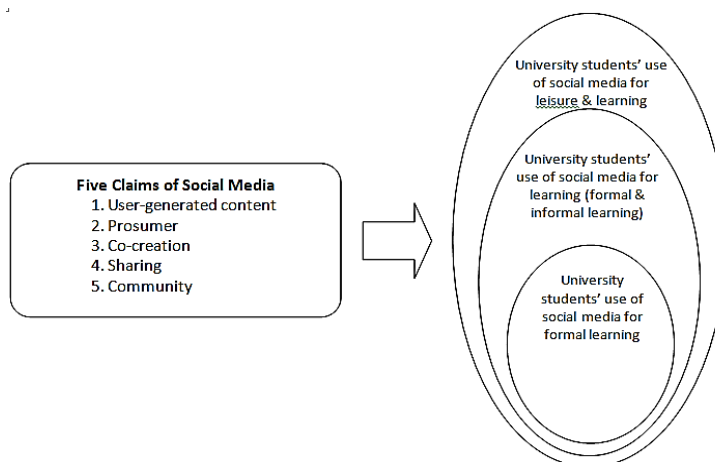 Five Claims of Social Media
1. User-generated content
2. Prosumer
3. Co-creation
4. Sharing
5. Community
University students' use
of social media for
leisure & learning
University students'
use of social media for
learning (formal &
informal learning)
University
students' use of
social media for
formal learning